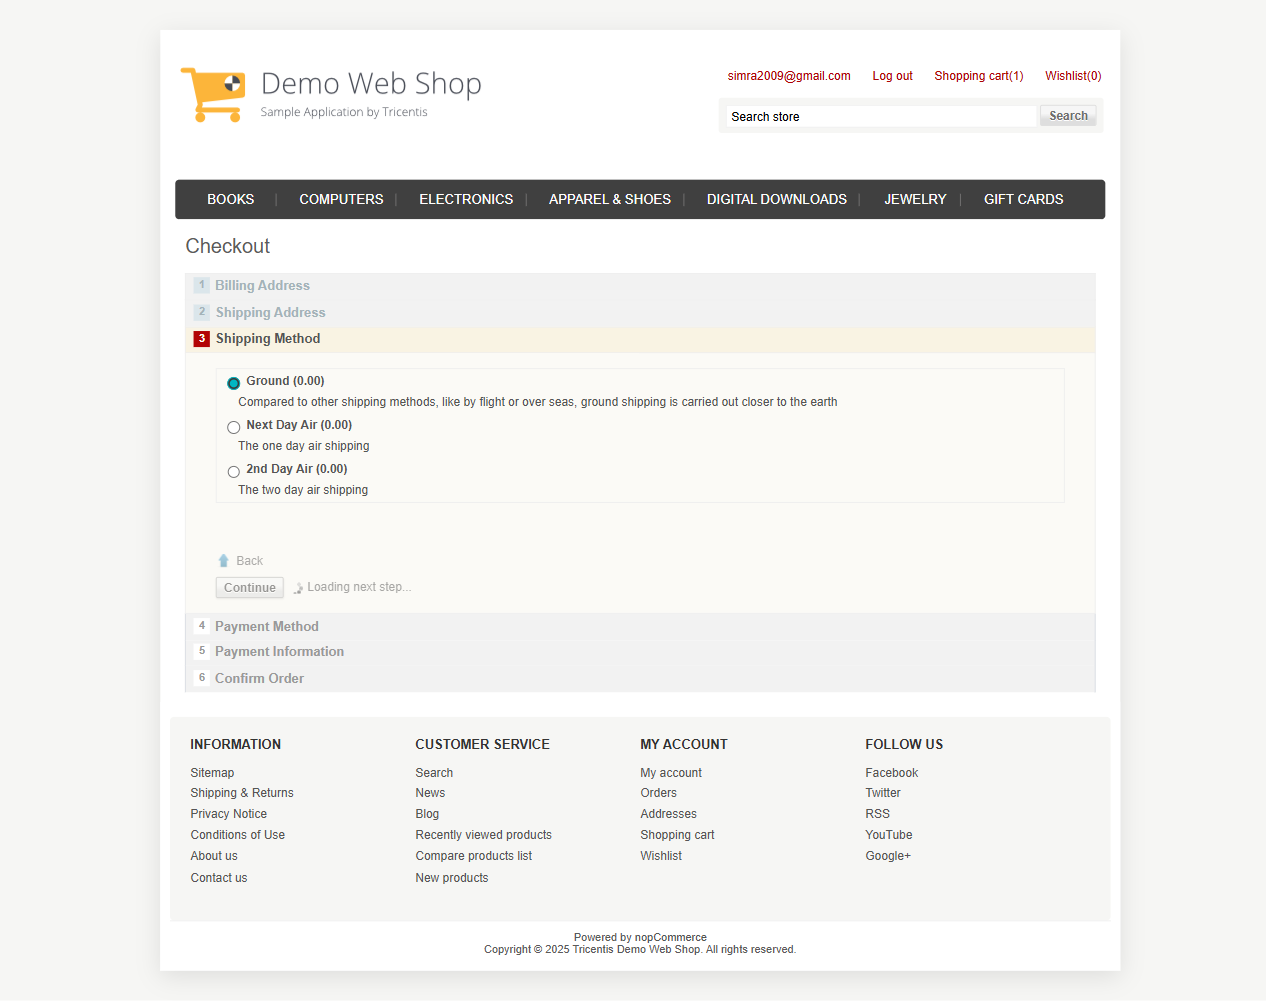 Demo Web Shop
Sample Application by Tricentis
simra2009@gmail.com Log out Shopping cart(1) Wishlist(0)
Search store Search
BOOKS COMPUTERS ELECTRONICS APPAREL & SHOES DIGITAL DOWNLOADS JEWELRY GIFT CARDS
Checkout
1 Billing Address
2 Shipping Address
3 Shipping Method
Ground (0.00)
Compared to other shipping methods, like by flight or over seas, ground shipping is carried out closer to the earth
Next Day Air (0.00)
The one day air shipping
2nd Day Air (0.00)
The two day air shipping
Back
Continue Loading next step...
4 Payment Method
5 Payment Information
6 Confirm Order
INFORMATION
Sitemap
Shipping & Returns
Privacy Notice
Conditions of Use
About us
Contact us
CUSTOMER SERVICE
Search
News
Blog
Recently viewed products
Compare products list
New products
MY ACCOUNT
My account
Orders
Addresses
Shopping cart
Wishlist
FOLLOW US
Facebook
Twitter
RSS
YouTube
Google+
Powered by nopCommerce
Copyright © 2025 Tricentis Demo Web Shop. All rights reserved.